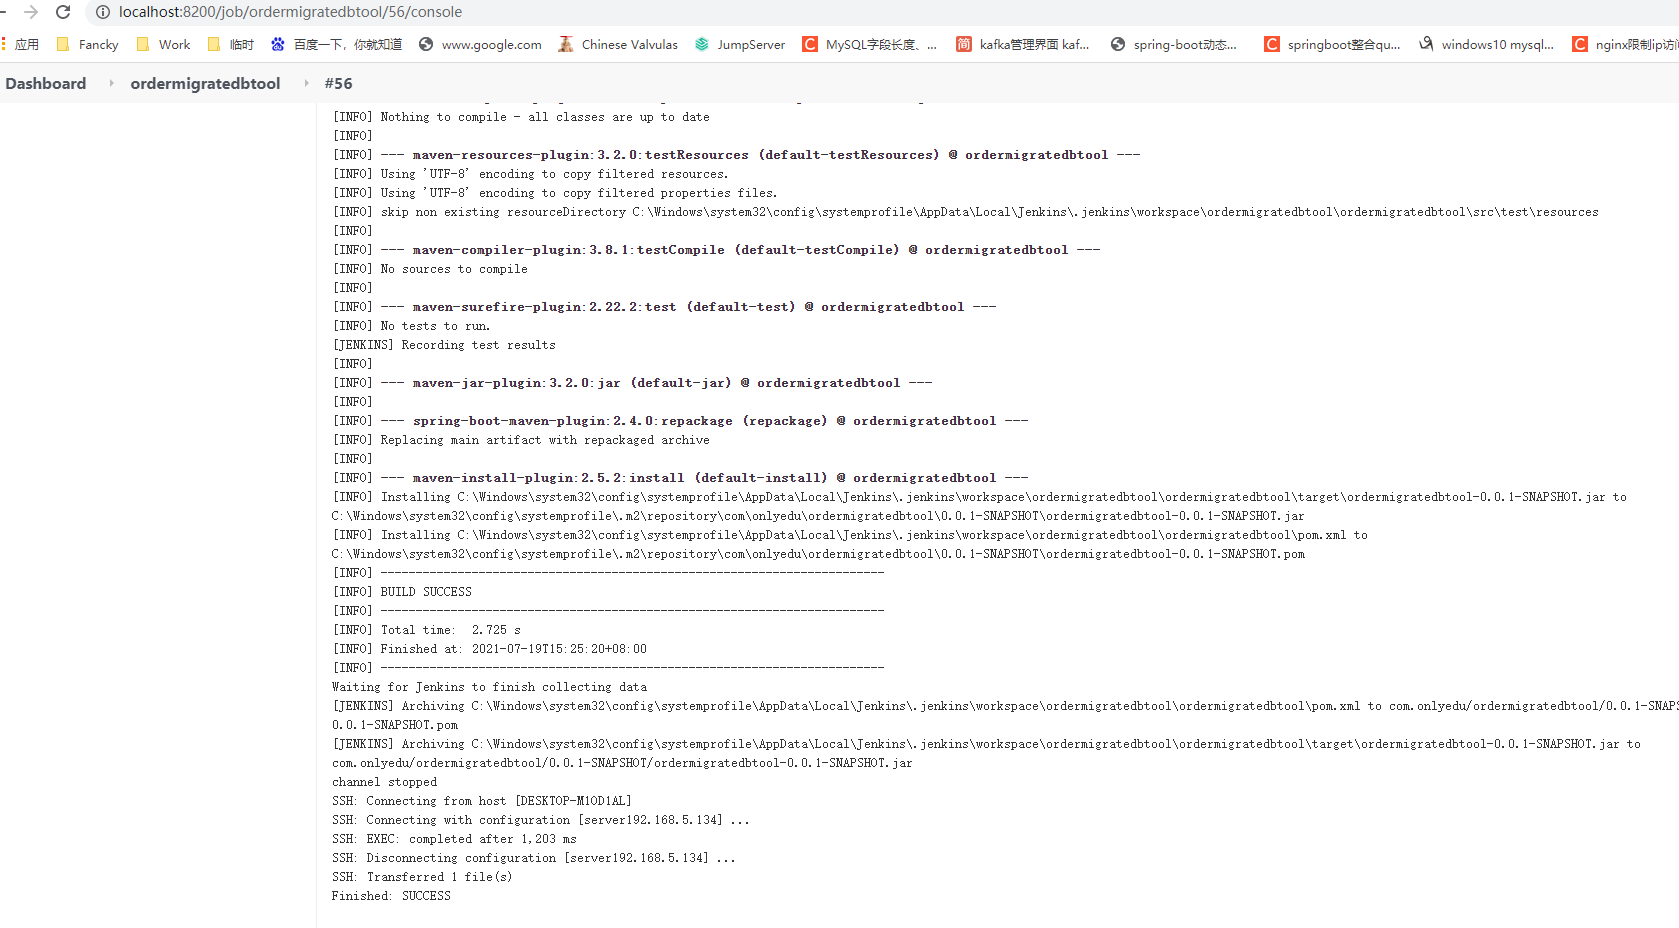 localhost:8200/job/ordermigratedbtool/56/console
应用 Fancky Work 临时 百度一下，你就知道 www.google.com Chinese Valvulas JumpServer MySQL字段长度、... kafka管理界面 kaf... spring-boot动态... springboot整合qu... windows10 mysql... nginx限制ip访
Dashboard ordermigratedbtool #56
[INFO] Nothing to compile - all classes are up to date
[INFO]
[INFO] --- maven-resources-plugin:3.2.0:testResources (default-testResources) @ ordermigratedbtool ---
[INFO] Using 'UTF-8' encoding to copy filtered resources.
[INFO] Using 'UTF-8' encoding to copy filtered properties files.
[INFO] skip non existing resourceDirectory C:\Windows\system32\config\systemprofile\AppData\Local\Jenkins\.jenkins\workspace\ordermigratedbtool\ordermigratedbtool\src\test\resources
[INFO]
[INFO] --- maven-compiler-plugin:3.8.1:testCompile (default-testCompile) @ ordermigratedbtool ---
[INFO] No sources to compile
[INFO]
[INFO] --- maven-surefire-plugin:2.22.2:test (default-test) @ ordermigratedbtool ---
[INFO] No tests to run.
[JENKINS] Recording test results
[INFO]
[INFO] --- maven-jar-plugin:3.2.0:jar (default-jar) @ ordermigratedbtool ---
[INFO]
[INFO] --- spring-boot-maven-plugin:2.4.0:repackage (repackage) @ ordermigratedbtool ---
[INFO] Replacing main artifact with repackaged archive
[INFO]
[INFO] --- maven-install-plugin:2.5.2:install (default-install) @ ordermigratedbtool ---
[INFO] Installing C:\Windows\system32\config\systemprofile\AppData\Local\Jenkins\.jenkins\workspace\ordermigratedbtool\ordermigratedbtool\target\ordermigratedbtool-0.0.1-SNAPSHOT.jar to
C:\Windows\system32\config\systemprofile\.m2\repository\com\onlyedu\ordermigratedbtool\0.0.1-SNAPSHOT\ordermigratedbtool-0.0.1-SNAPSHOT.jar
[INFO] Installing C:\Windows\system32\config\systemprofile\AppData\Local\Jenkins\.jenkins\workspace\ordermigratedbtool\ordermigratedbtool\pom.xml to
C:\Windows\system32\config\systemprofile\.m2\repository\com\onlyedu\ordermigratedbtool\0.0.1-SNAPSHOT\ordermigratedbtool-0.0.1-SNAPSHOT.pom
[INFO] ------------------------------------------------------------------------
[INFO] BUILD SUCCESS
[INFO] ------------------------------------------------------------------------
[INFO] Total time:  2.725 s
[INFO] Finished at: 2021-07-19T15:25:20+08:00
[INFO] ------------------------------------------------------------------------
Waiting for Jenkins to finish collecting data
[JENKINS] Archiving C:\Windows\system32\config\systemprofile\AppData\Local\Jenkins\.jenkins\workspace\ordermigratedbtool\ordermigratedbtool\pom.xml to com.onlyedu/ordermigratedbtool/0.0.1-SNAP
0.0.1-SNAPSHOT.pom
[JENKINS] Archiving C:\Windows\system32\config\systemprofile\AppData\Local\Jenkins\.jenkins\workspace\ordermigratedbtool\ordermigratedbtool\target\ordermigratedbtool-0.0.1-SNAPSHOT.jar to
com.onlyedu/ordermigratedbtool/0.0.1-SNAPSHOT/ordermigratedbtool-0.0.1-SNAPSHOT.jar
channel stopped
SSH: Connecting from host [DESKTOP-M1OD1AL]
SSH: Connecting with configuration [server192.168.5.134] ...
SSH: EXEC: completed after 1,203 ms
SSH: Disconnecting configuration [server192.168.5.134] ...
SSH: Transferred 1 file(s)
Finished: SUCCESS